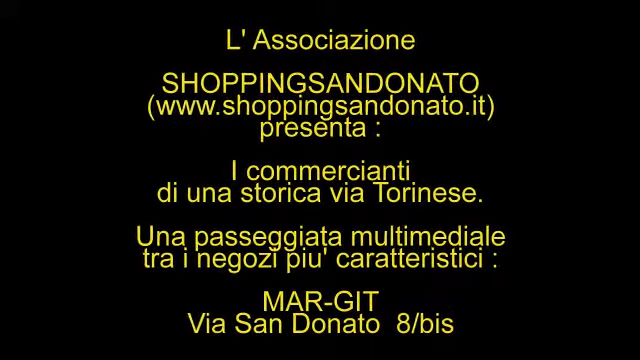 L' Associazione
SHOPPINGSANDONATO
(www.shoppingsandonato.it)
presenta :
I commercianti
di una storica via Torinese.
Una passeggiata multimediale
tra i negozi piu' caratteristici :
MAR-GIT
Via San Donato  8/bis